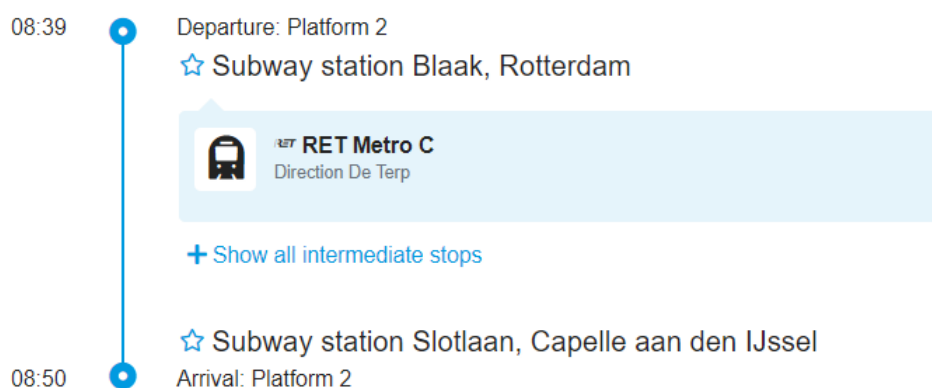 08:39 Departure: Platform 2
Subway station Blaak, Rotterdam
RET RET Metro C
Direction De Terp
Show all intermediate stops
Subway station Slotlaan, Capelle aan den IJssel
08:50 Arrival: Platform 2